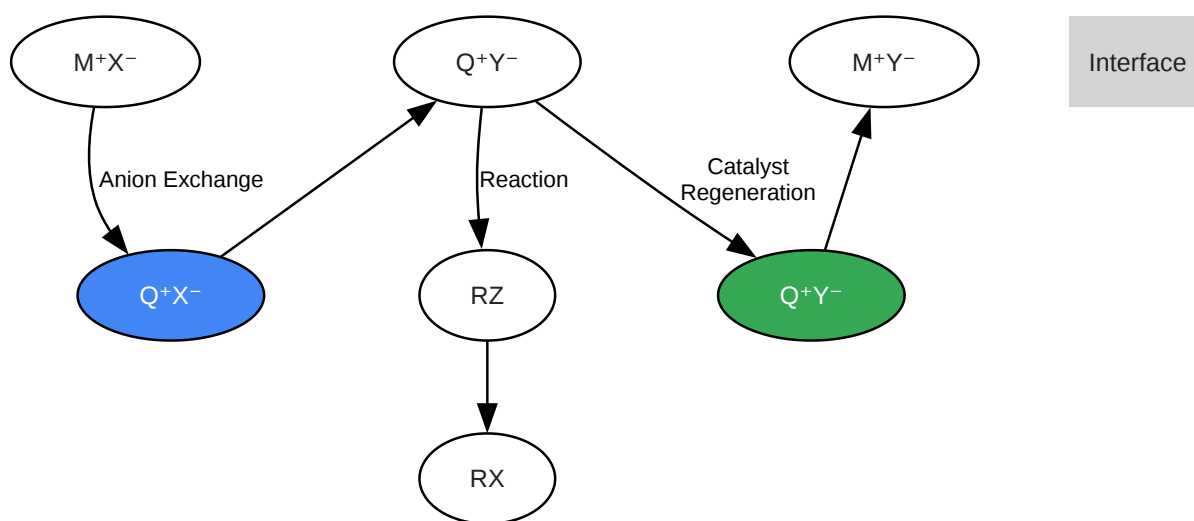 M⁺X⁻
Q⁺Y⁻
M⁺Y⁻
Interface
Anion Exchange
Reaction
Catalyst
Regeneration
Q⁺X⁻
RZ
Q⁺Y⁻
RX